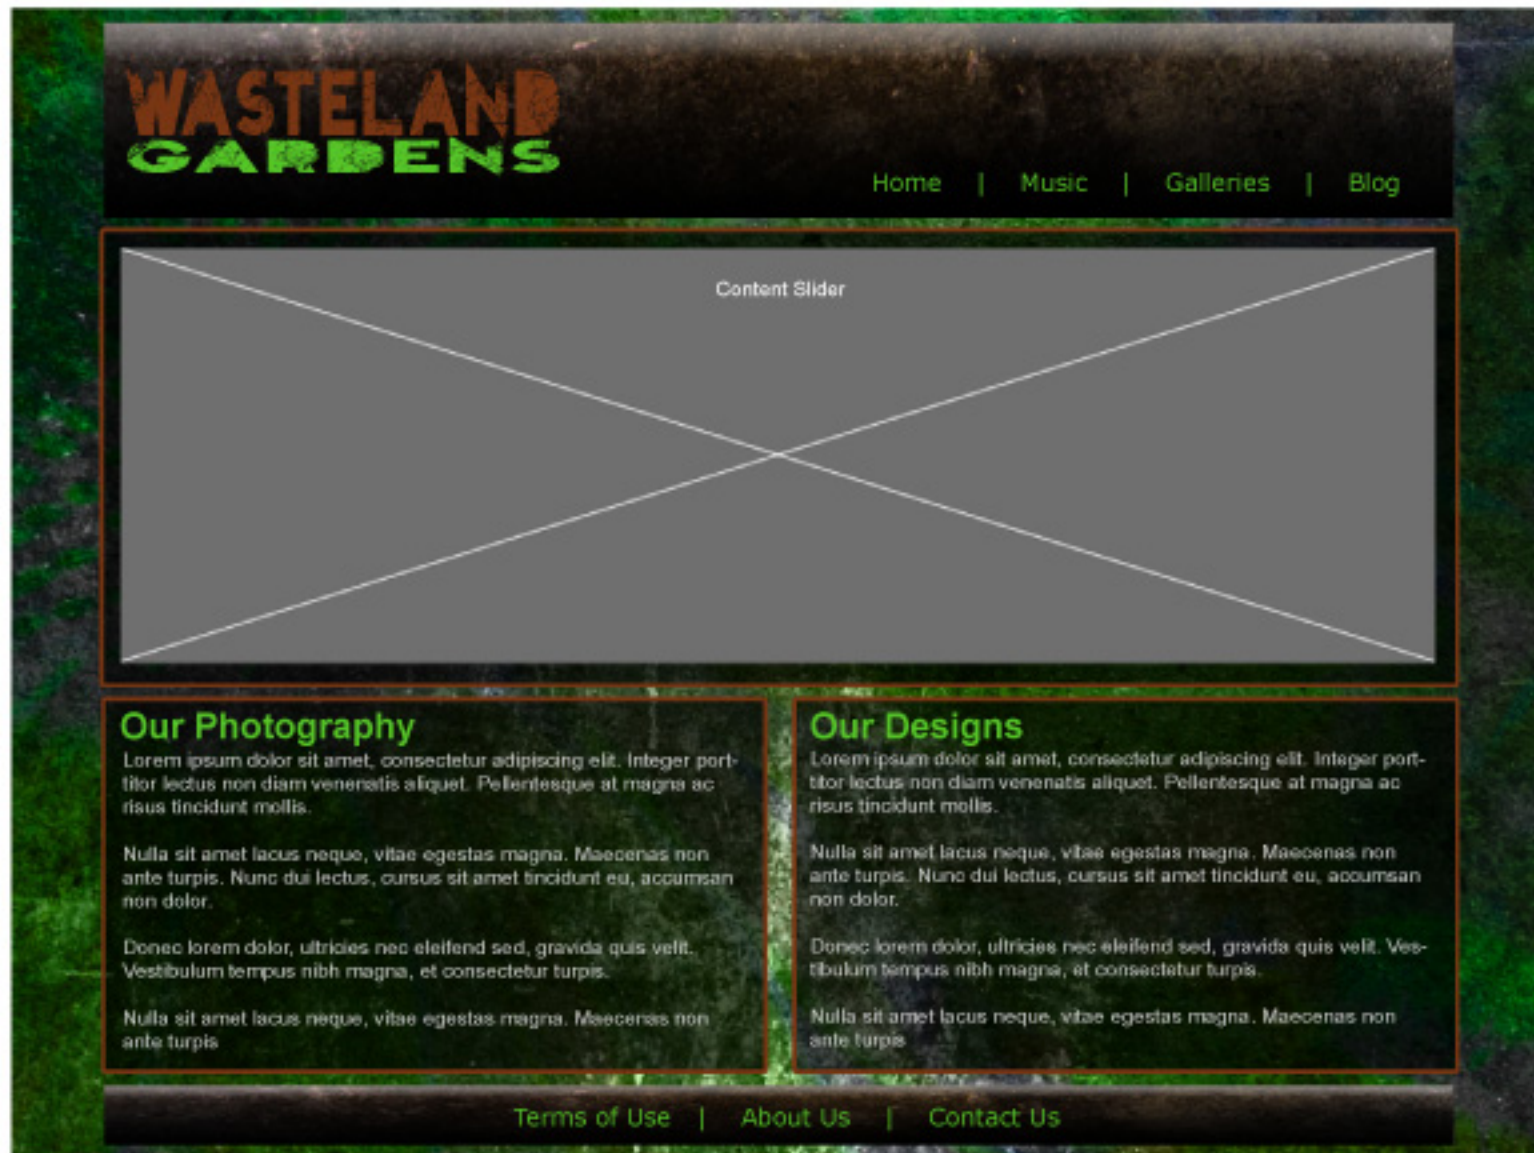 WASTELAND
GARDENS
Home | Music | Galleries | Blog
Content Slider
Our Photography
Lorem ipsum dolor sit amet, consectetur adipiscing elit. Integer port-
titor lectus non diam venenatis aliquet. Pellentesque at magna ac
risus tincidunt mollis.
Nulla sit amet lacus neque, vitae egestas magna. Maecenas non
ante turpis. Nunc dui lectus, cursus sit amet tincidunt eu, accumsan
non dolor.
Donec lorem dolor, ultricies nec eleifend sed, gravida quis velit.
Vestibulum tempus nibh magna, et consectetur turpis.
Nulla sit amet lacus neque, vitae egestas magna. Maecenas non
ante turpis
Our Designs
Lorem ipsum dolor sit amet, consectetur adipiscing elit. Integer port-
titor lectus non diam venenatis aliquet. Pellentesque at magna ac
risus tincidunt mollis.
Nulla sit amet lacus neque, vitae egestas magna. Maecenas non
ante turpis. Nunc dui lectus, cursus sit amet tincidunt eu, accumsan
non dolor.
Donec lorem dolor, ultricies nec eleifend sed, gravida quis velit. Ves-
tibulum tempus nibh magna, et consectetur turpis.
Nulla sit amet lacus neque, vitae egestas magna. Maecenas non
ante turpis
Terms of Use | About Us | Contact Us